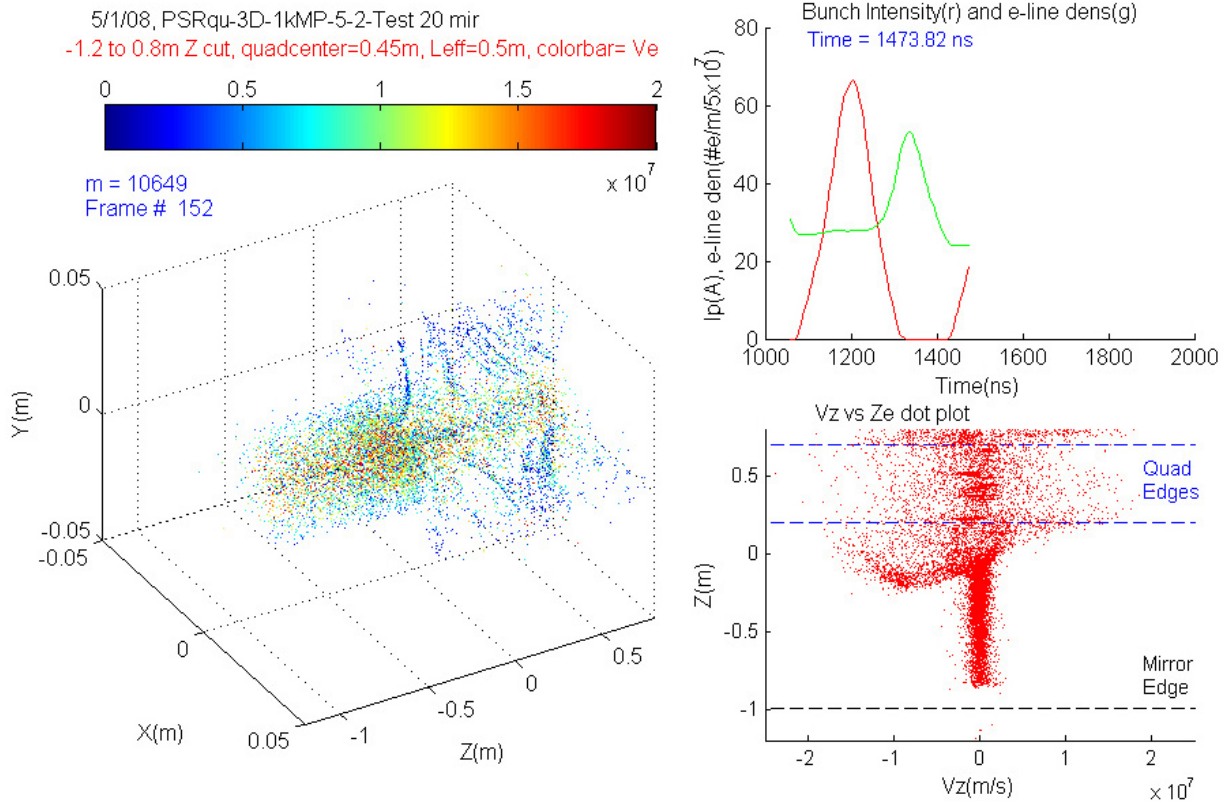 5/1/08, PSRqu-3D-1kMP-5-2-Test 20 mir
-1.2 to 0.8m Z cut, quadcenter=0.45m, Leff=0.5m, colorbar= Ve
0 0.5 1 1.5 2
x 10^7
m = 10649
Frame # 152
0.05
0
-0.05
Y(m)
-0.05
0
0.05
X(m)
-1
-0.5
0
0.5
Z(m)
Bunch Intensity(r) and e-line dens(g)
Time = 1473.82 ns
80
60
40
20
0
Ip(A), e-line den(#e/m/5x10^7)
1000 1200 1400 1600 1800 2000
Time(ns)
Vz vs Ze dot plot
0.5
0
-0.5
-1
Z(m)
Quad
Edges
Mirror
Edge
-2 -1 0 1 2
Vz(m/s)
x 10^7